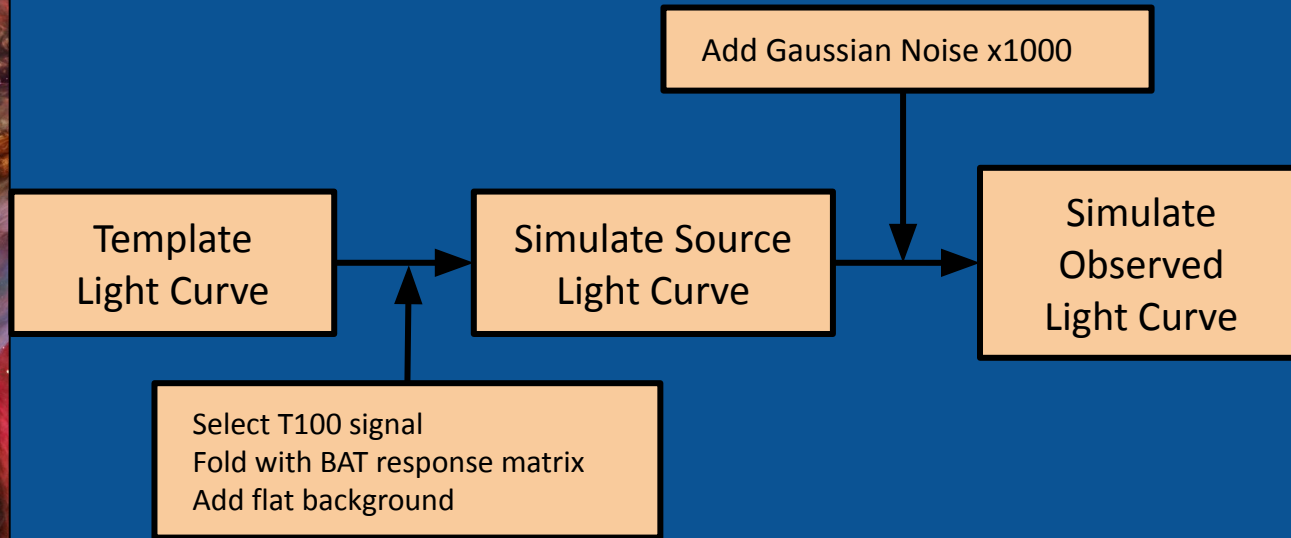 Add Gaussian Noise x1000
Template
Light Curve
Simulate Source
Light Curve
Simulate
Observed
Light Curve
Select T100 signal
Fold with BAT response matrix
Add flat background